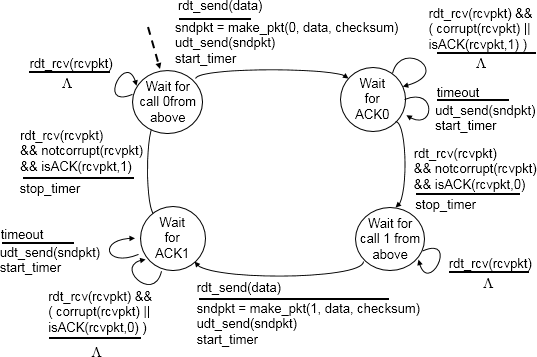 rdt_send(data)
sndpkt = make_pkt(0, data, checksum)
udt_send(sndpkt)
start_timer
rdt_rcv(rcvpkt) &&
( corrupt(rcvpkt) ||
isACK(rcvpkt,1) )
Λ
rdt_rcv(rcvpkt)
Λ
Wait for
call 0from
above
Wait
for
ACK0
timeout
udt_send(sndpkt)
start_timer
rdt_rcv(rcvpkt)
&& notcorrupt(rcvpkt)
&& isACK(rcvpkt,1)
stop_timer
rdt_rcv(rcvpkt)
&& notcorrupt(rcvpkt)
&& isACK(rcvpkt,0)
stop_timer
timeout
udt_send(sndpkt)
start_timer
Wait
for
ACK1
Wait for
call 1 from
above
rdt_rcv(rcvpkt)
Λ
rdt_rcv(rcvpkt) &&
( corrupt(rcvpkt) ||
isACK(rcvpkt,0) )
Λ
rdt_send(data)
sndpkt = make_pkt(1, data, checksum)
udt_send(sndpkt)
start_timer